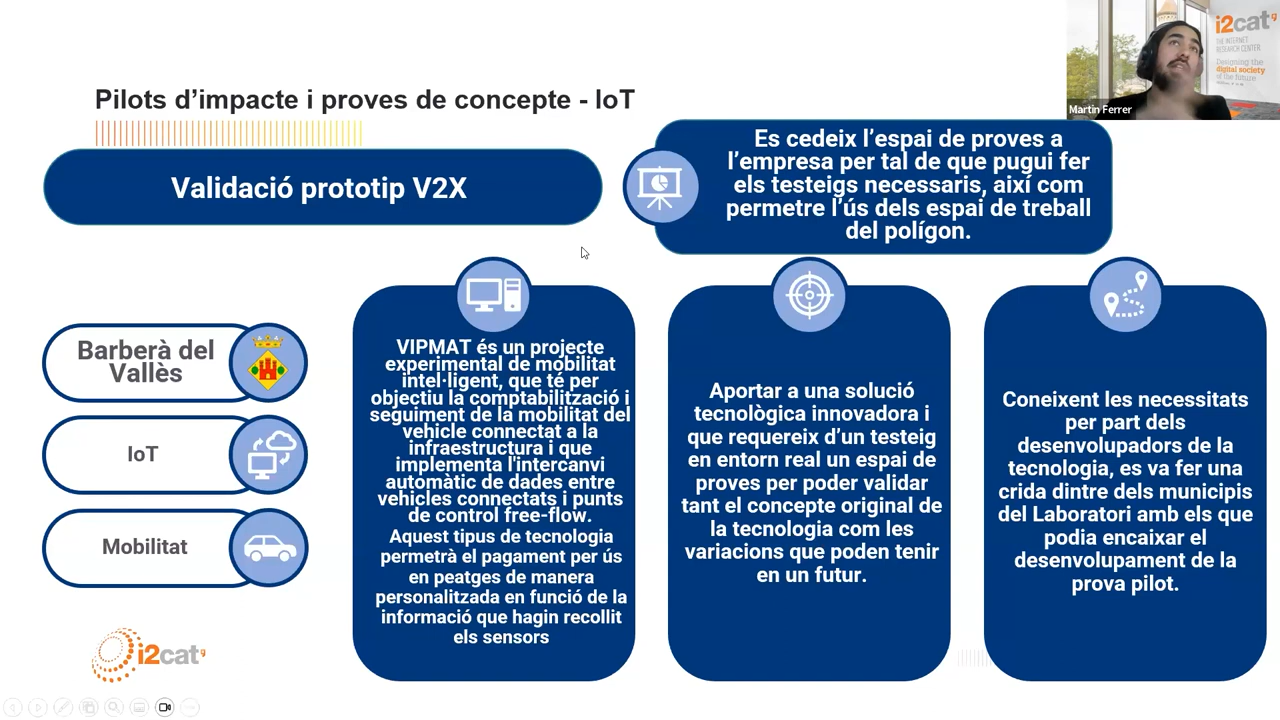 i2cat
THE INTERNET
RESEARCH CENTER
Designing the
digital society
of the future
Martin Ferrer
Pilots d’impacte i proves de concepte - IoT
Validació prototip V2X
Es cedeix l’espai de proves a
l’empresa per tal de que pugui fer
els testeigs necessaris, així com
permetre l’ús dels espai de treball
del polígon.
Barberà del
Vallès
IoT
Mobilitat
VIPMAT és un projecte
experimental de mobilitat
intel·ligent, que té per
objectiu la comptabilització i
seguiment de la mobilitat del
vehicle connectat a la
infraestructura i que
implementa l'intercanvi
automàtic de dades entre
vehicles connectats i punts
de control free-flow.
Aquest tipus de tecnologia
permetrà el pagament per ús
en peatges de manera
personalitzada en funció de la
informació que hagin recollit
els sensors
Aportar a una solució
tecnològica innovadora i
que requereix d’un testeig
en entorn real un espai de
proves per poder validar
tant el concepte original de
la tecnologia com les
variacions que poden tenir
en un futur.
Coneixent les necessitats
per part dels
desenvolupadors de la
tecnologia, es va fer una
crida dintre dels municipis
del Laboratori amb els que
podia encaixar el
desenvolupament de la
prova pilot.
i2cat